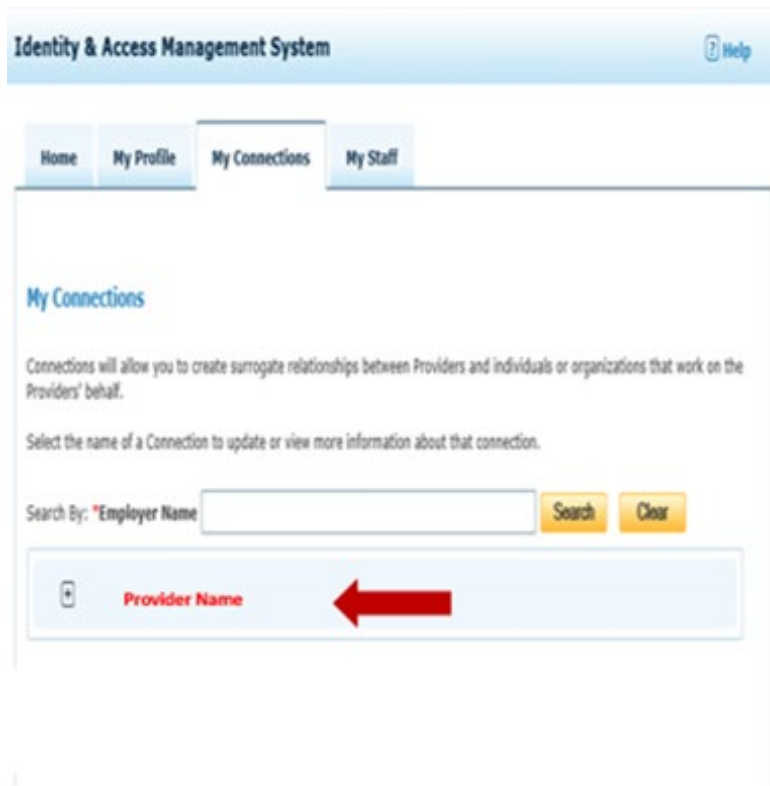 Identity & Access Management System
? Help
Home My Profile My Connections My Staff
My Connections
Connections will allow you to create surrogate relationships between Providers and individuals or organizations that work on the
Providers' behalf.
Select the name of a Connection to update or view more information about that connection.
Search By: *Employer Name Search Clear
+ Provider Name